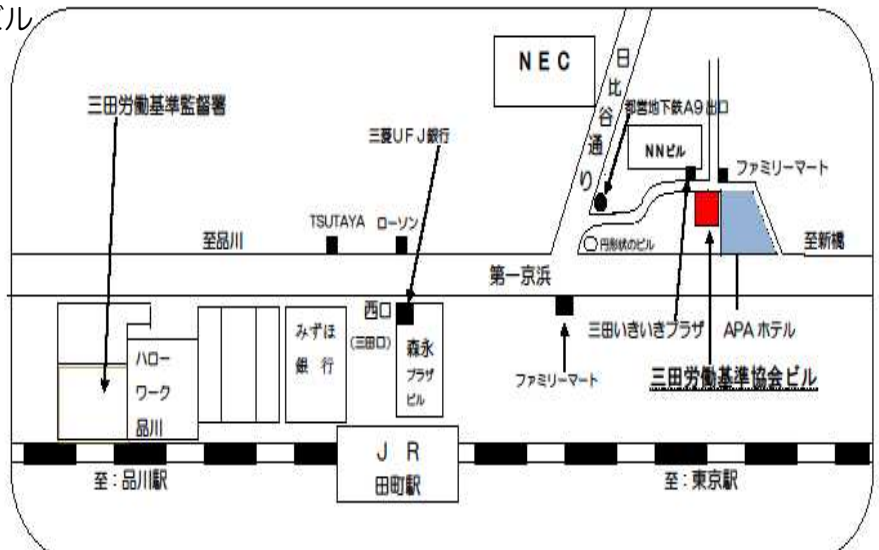 ビル
NEC
日比谷通り
三田労働基準監督署
都営地下鉄A9出口
三菱UFJ銀行
NNビル
ファミリーマート
TSUTAYA
ローソン
至品川
円形状のビル
至新橋
第一京浜
西口
(三田口)
みずほ
銀 行
森永
プラザ
ビル
三田いきいきプラザ
APA ホテル
ハロー
ワーク
品川
ファミリーマート
三田労働基準協会ビル
J R
田町駅
至:品川駅
至:東京駅